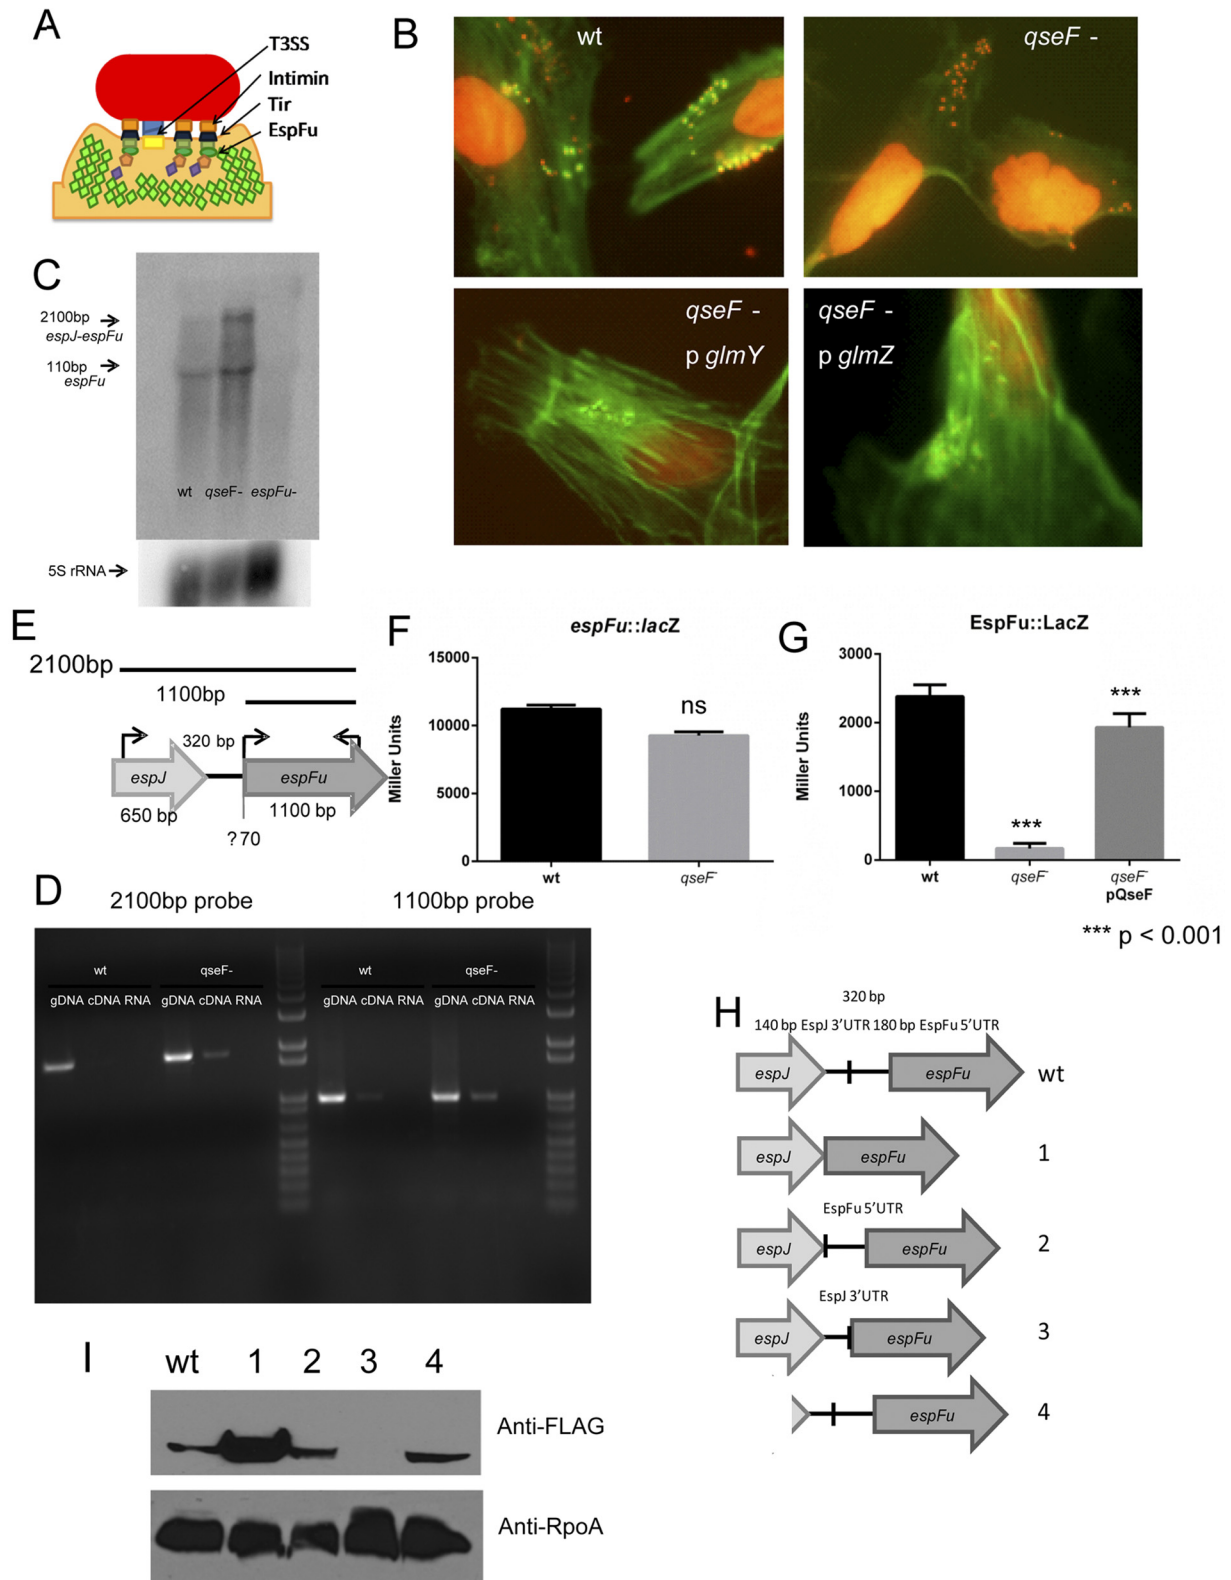 A
T3SS
Intimin
Tir
EspFu
B
wt
qseF -
qseF -
p glmY
qseF -
p glmZ
C
2100bp
espJ-espFu
110bp
espFu
wt qseF- espFu-
5S rRNA
E
2100bp
1100bp
320 bp
espJ
espFu
650 bp
1100 bp
?70
F
espFu::lacZ
Miller Units
15000
10000
5000
0
ns
wt
qseF-
G
EspFu::LacZ
Miller Units
3000
2000
1000
0
***
***
wt
qseF-
qseF-
pQseF
*** p < 0.001
D
2100bp probe
1100bp probe
wt
qseF-
wt
qseF-
gDNA cDNA RNA
gDNA cDNA RNA
gDNA cDNA RNA
gDNA cDNA RNA
H
320 bp
140 bp EspJ 3'UTR 180 bp EspFu 5'UTR
espJ
espFu
wt
espJ
espFu
1
EspFu 5'UTR
espJ
espFu
2
EspJ 3'UTR
espJ
espFu
3
espFu
4
I
wt 1 2 3 4
Anti-FLAG
Anti-RpoA